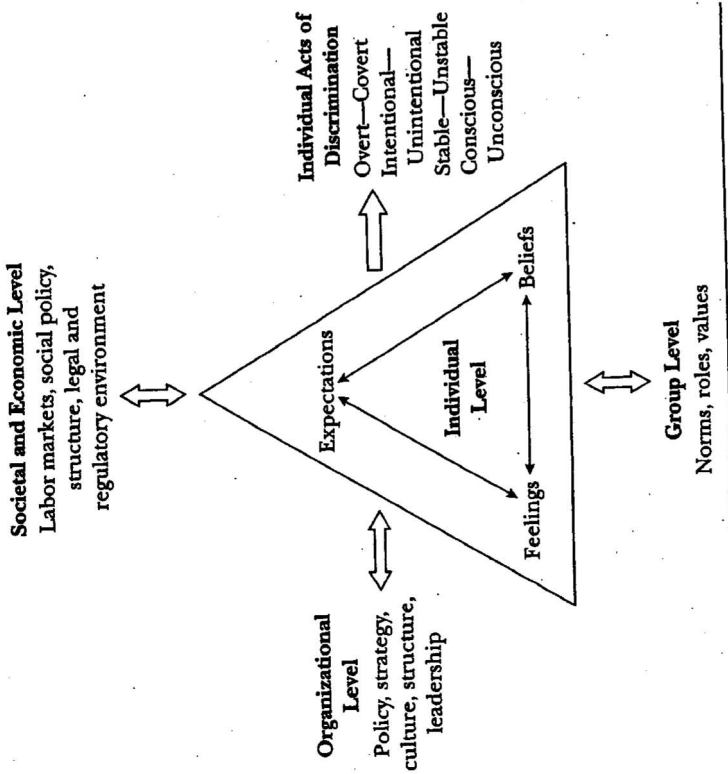 Societal and Economic Level
Labor markets, social policy,
structure, legal and
regulatory environment
Organizational
Level
Policy, strategy,
culture, structure,
leadership
Expectations
Individual
Level
Feelings
Beliefs
Individual Acts of
Discrimination
Overt—Covert
Intentional—
Unintentional
Stable—Unstable
Conscious—
Unconscious
Group Level
Norms, roles, values